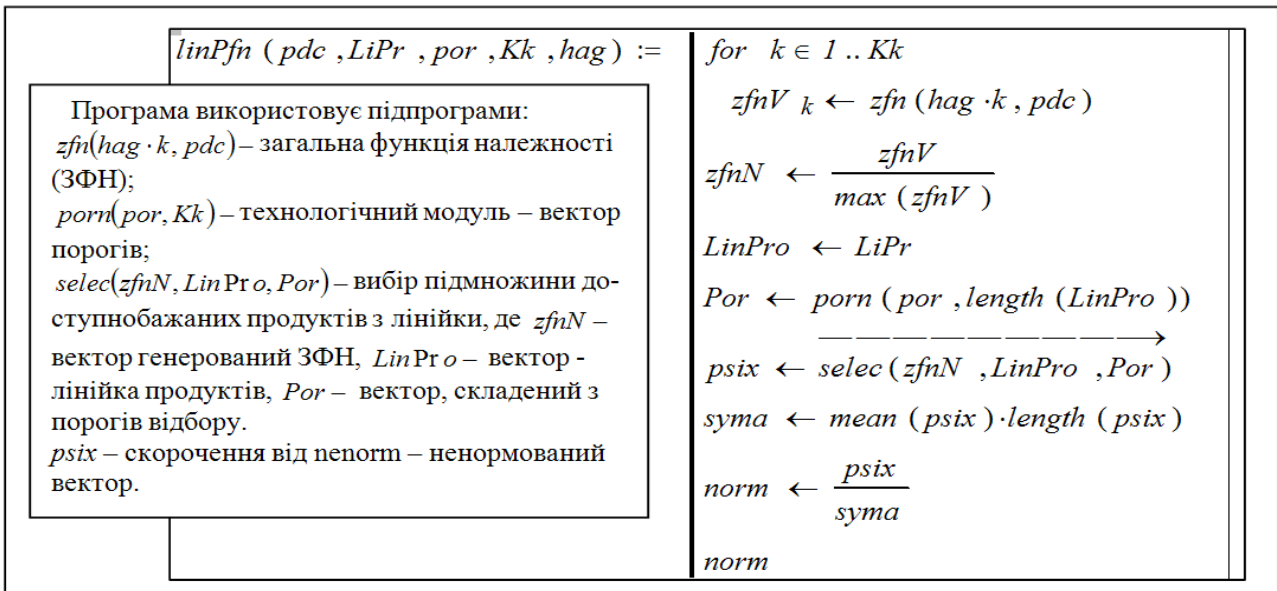 linPfn ( pdc , LiPr , por , Kk , hag ) :=
Програма використовує підпрограми:
zfn(hag · k, pdc) – загальна функція належності
(ЗФН);
porn(por, Kk) – технологічний модуль – вектор
порогів;
selec(zfnN, LinPro, Por) – вибір підмножини до-
ступнобажаних продуктів з лінійки, де zfnN –
вектор генерований ЗФН, LinPro – вектор -
лінійка продуктів, Por – вектор, складений з
порогів відбору.
psix – скорочення від nenorm – ненормований
вектор.
for k ∈ 1 .. Kk
zfnV k ← zfn ( hag · k , pdc )
zfnN ← zfnV / max ( zfnV )
LinPro ← LiPr
Por ← porn ( por , length ( LinPro ))
psix ← selec ( zfnN , LinPro , Por )
syma ← mean ( psix ) · length ( psix )
norm ← psix / syma
norm